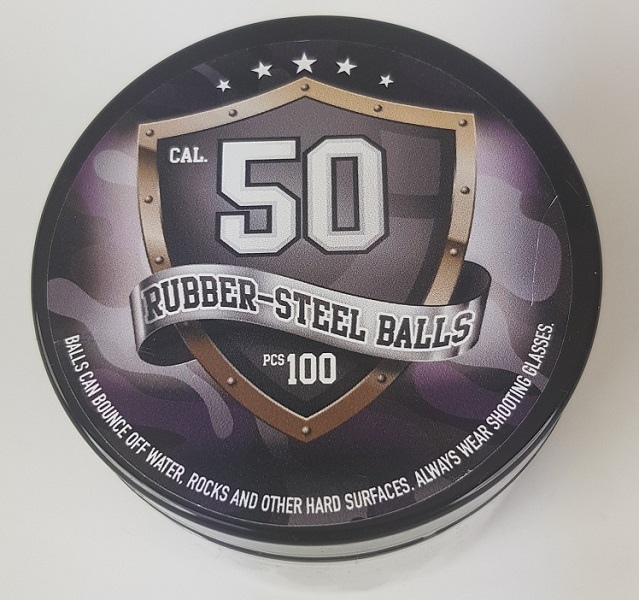 CAL. 50
RUBBER-STEEL BALLS
PCS 100
BALLS CAN BOUNCE OFF WATER, ROCKS AND OTHER HARD SURFACES. ALWAYS WEAR SHOOTING GLASSES.